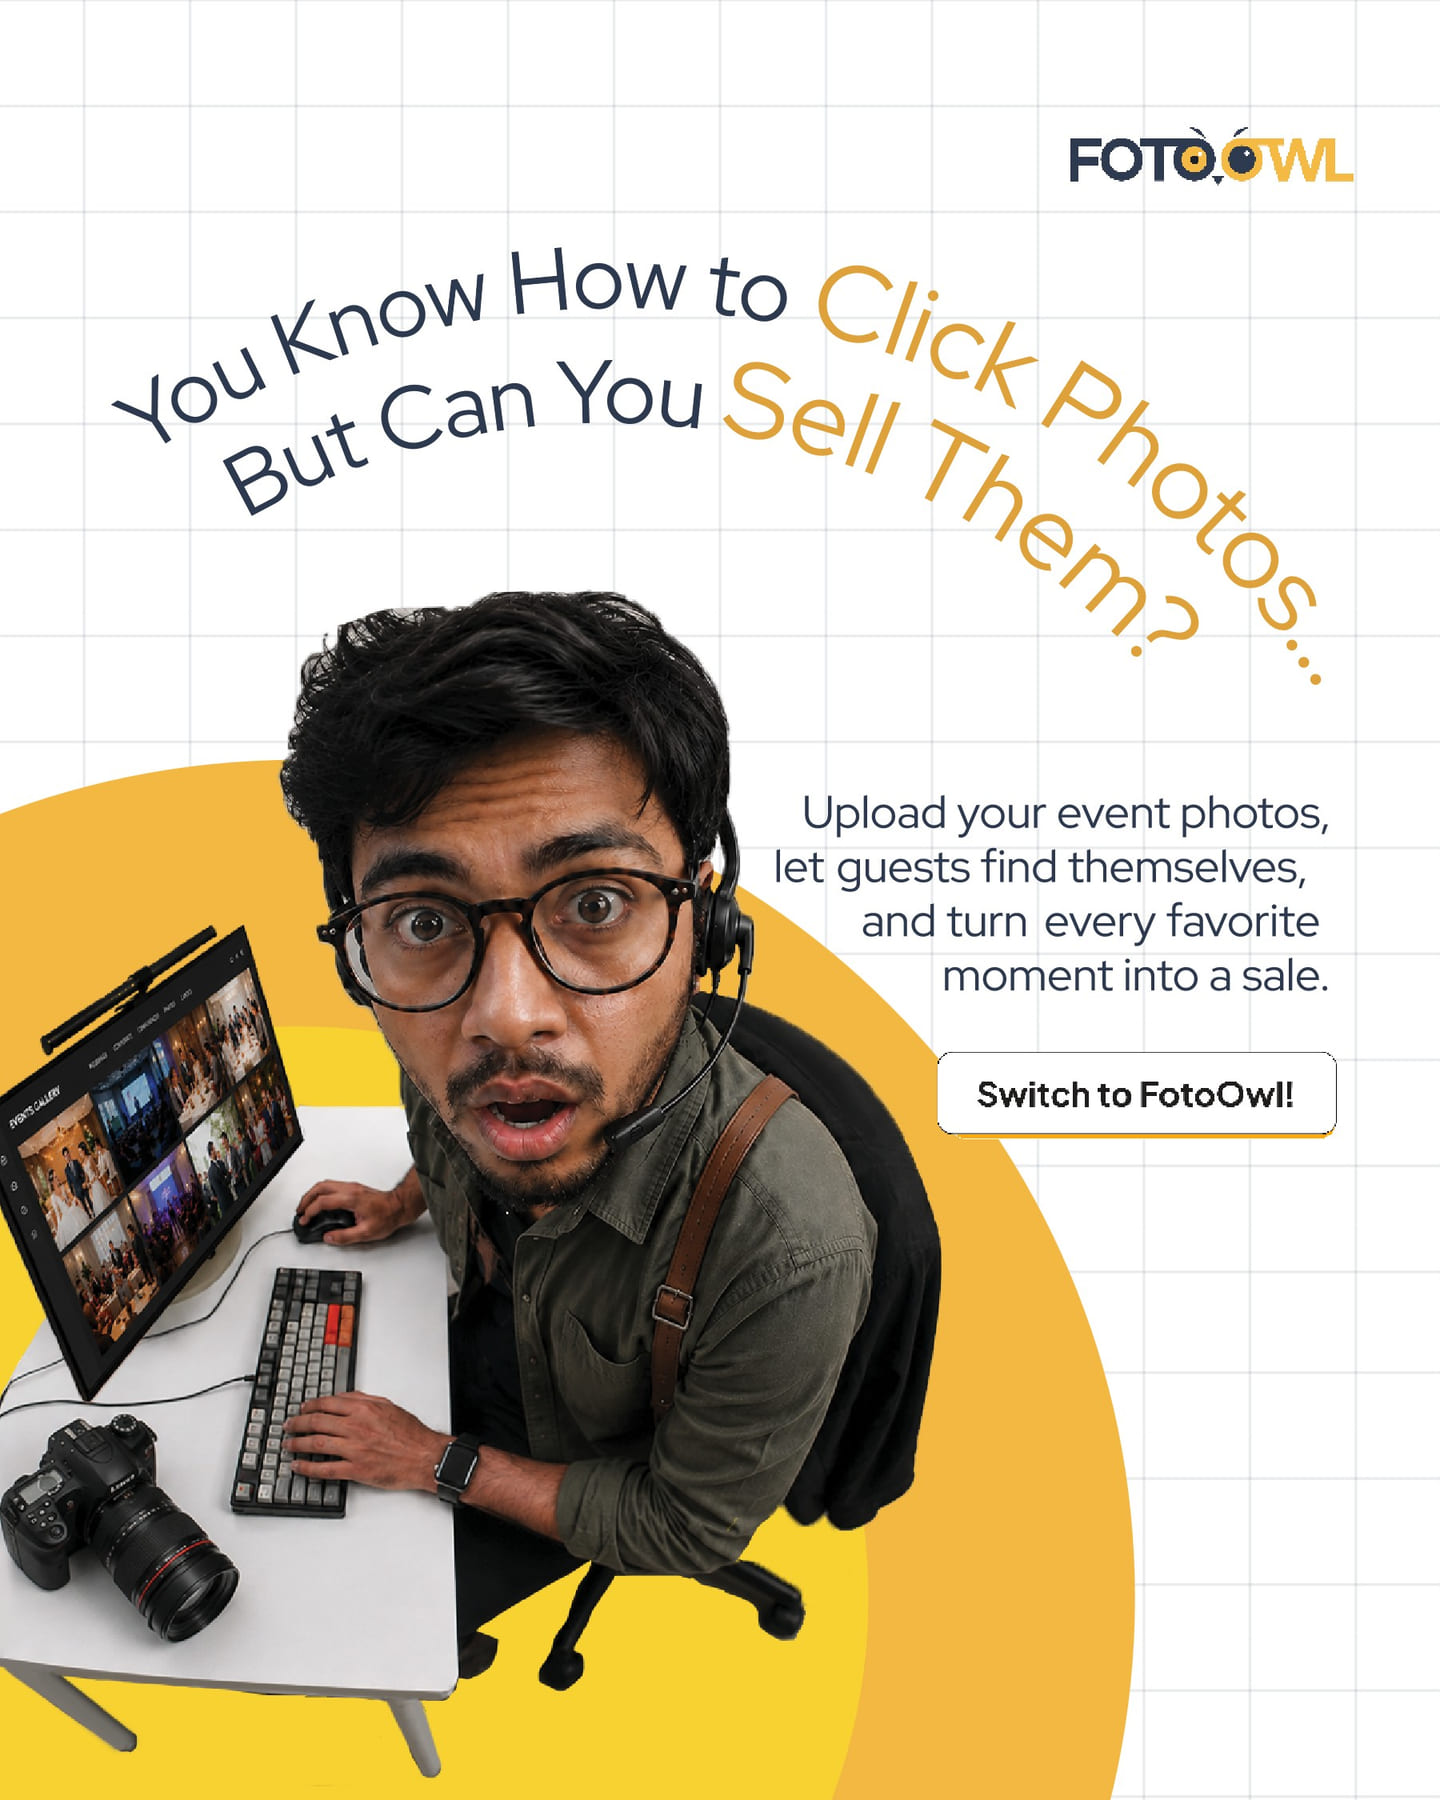 FOTOOWL
You Know How to Click Photos...
But Can You Sell Them?
Upload your event photos,
let guests find themselves,
and turn every favorite
moment into a sale.
Switch to FotoOwl!
EVENTS GALLERY